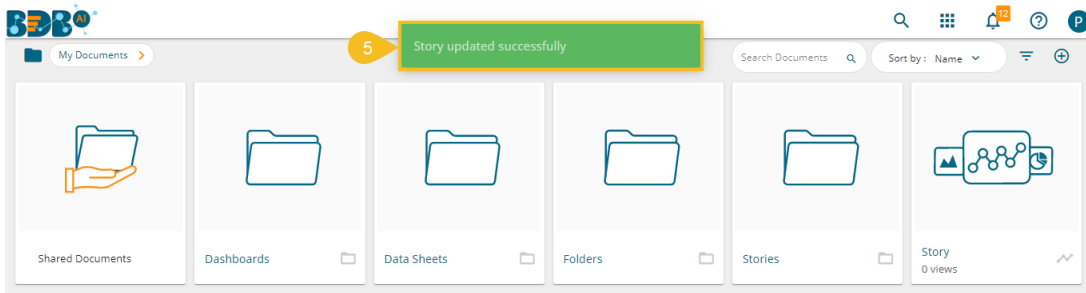 BDB AI
12
P
My Documents
5
Story updated successfully
Search Documents
Sort by : Name
Shared Documents
Dashboards
Data Sheets
Folders
Stories
Story
0 views